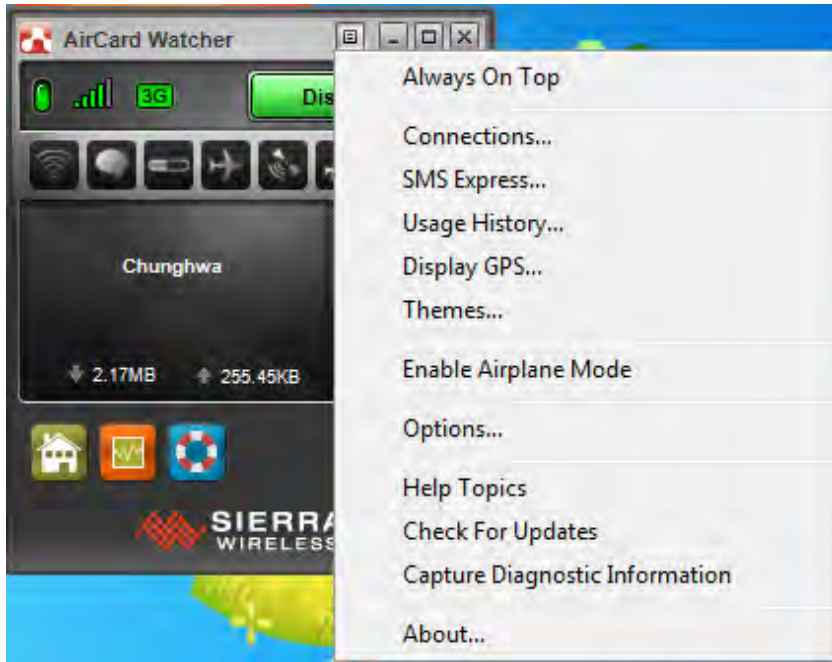 AirCard Watcher
3G
Dis
Chunghwa
2.17MB 255.45KB
SIERRA
WIRELESS
Always On Top
Connections...
SMS Express...
Usage History...
Display GPS...
Themes...
Enable Airplane Mode
Options...
Help Topics
Check For Updates
Capture Diagnostic Information
About...